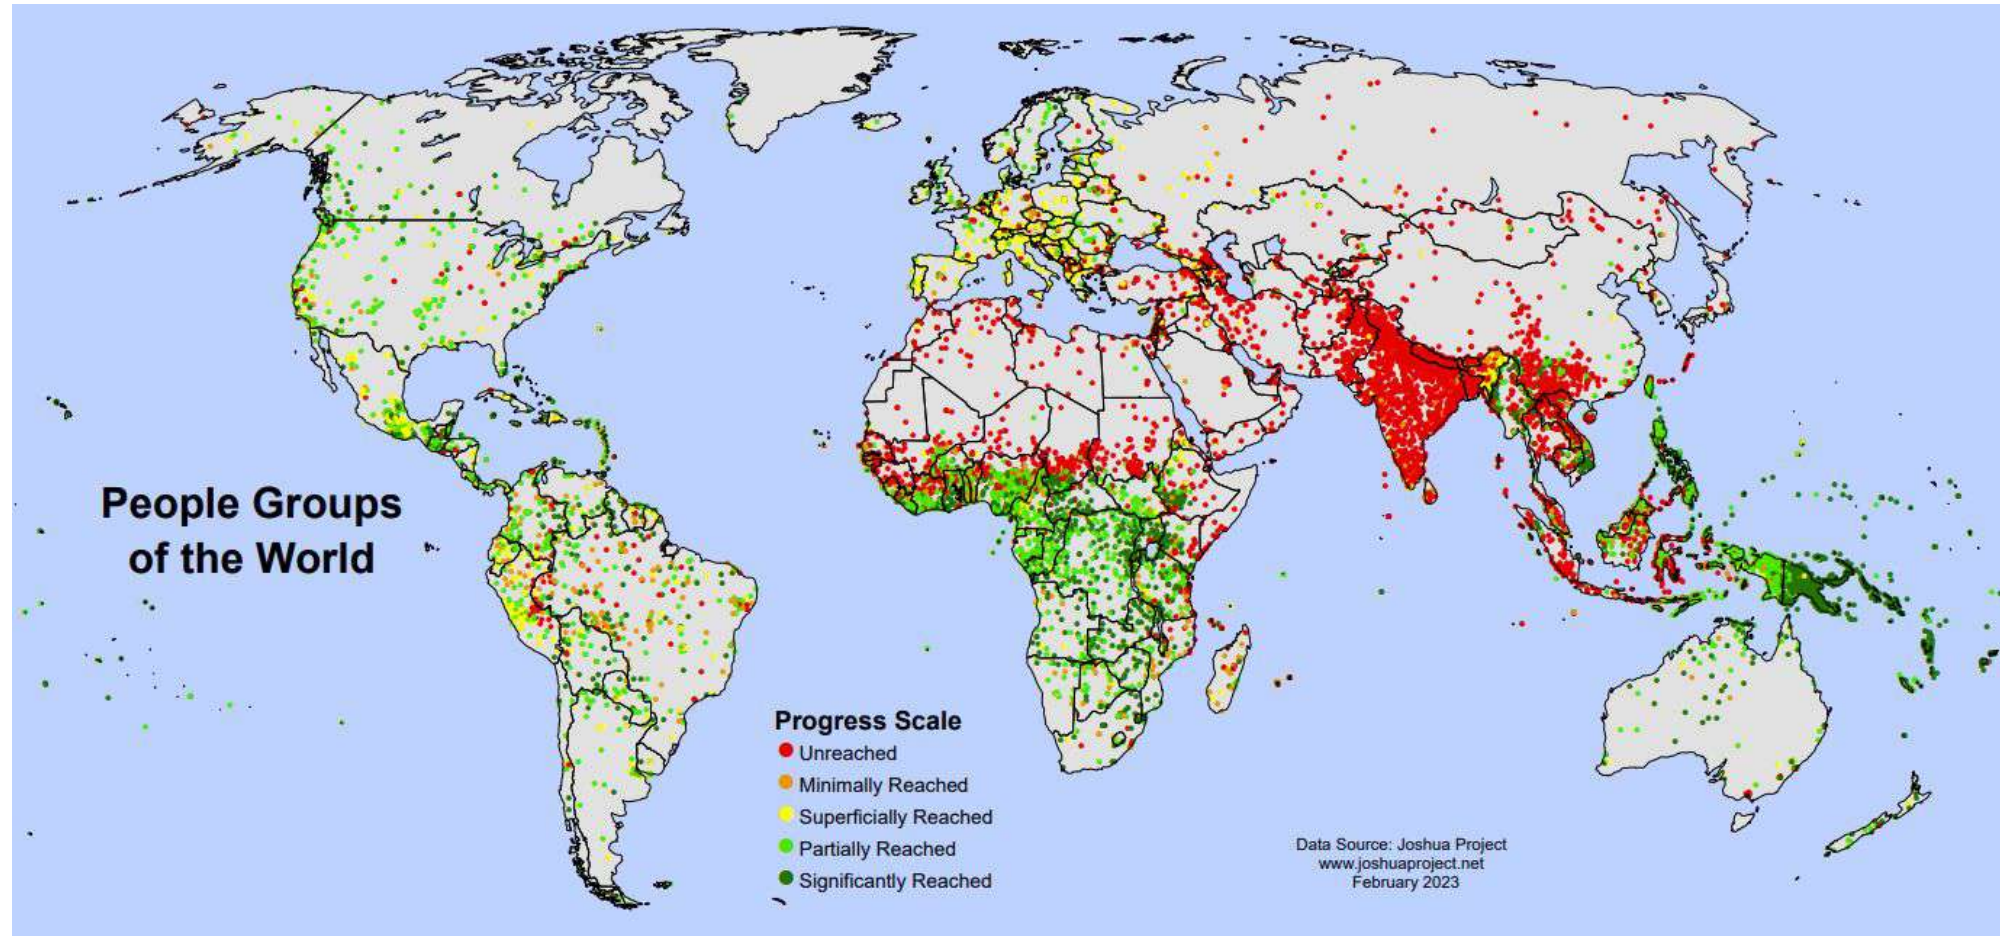 People Groups
of the World
Progress Scale
Unreached
Minimally Reached
Superficially Reached
Partially Reached
Significantly Reached
Data Source: Joshua Project
www.joshuaproject.net
February 2023